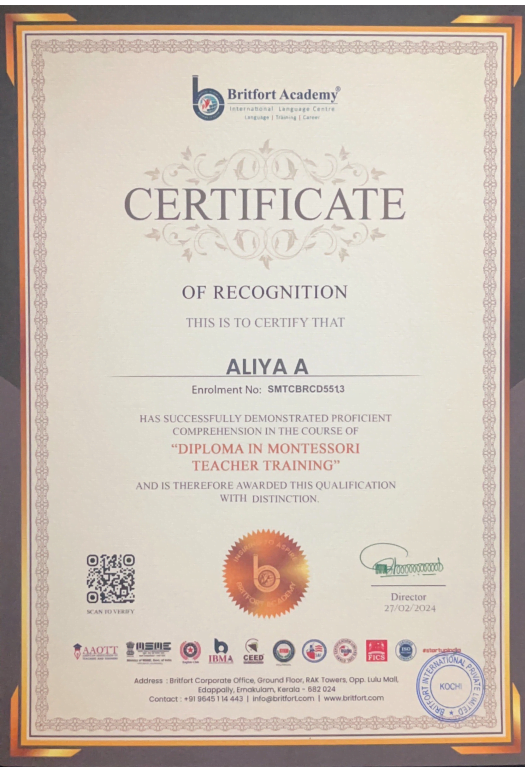 Britfort Academy®
International Language Centre
Language | Training | Career
CERTIFICATE
OF RECOGNITION
THIS IS TO CERTIFY THAT
ALIYA A
Enrolment No: SMTCBRCD5513
HAS SUCCESSFULLY DEMONSTRATED PROFICIENT
COMPREHENSION IN THE COURSE OF
“DIPLOMA IN MONTESSORI
TEACHER TRAINING”
AND IS THEREFORE AWARDED THIS QUALIFICATION
WITH DISTINCTION.
SCAN TO VERIFY
Director
27/02/2024
AAOTT
MSME
IBMA
CEED
FICS
ISO
#startupindia
Address : Britfort Corporate Office, Ground Floor, RAK Towers, Opp. Lulu Mall,
Edappally, Ernakulam, Kerala - 682 024
Contact : +91 9645 114 443 | info@britfort.com | www.britfort.com
BRITFORT INTERNATIONAL PRIVATE LIMITED
KOCHI